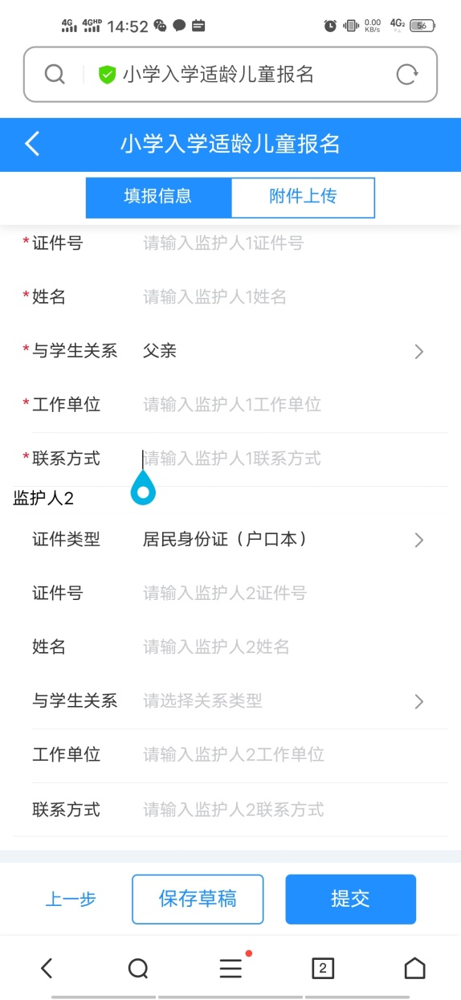 4G 4GHD 14:52 0.00 KB/s 4G2 56
小学入学适龄儿童报名
小学入学适龄儿童报名
填报信息 附件上传
*证件号 请输入监护人1证件号
*姓名 请输入监护人1姓名
*与学生关系 父亲
*工作单位 请输入监护人1工作单位
*联系方式 请输入监护人1联系方式
监护人2
证件类型 居民身份证（户口本）
证件号 请输入监护人2证件号
姓名 请输入监护人2姓名
与学生关系 请选择关系类型
工作单位 请输入监护人2工作单位
联系方式 请输入监护人2联系方式
上一步 保存草稿 提交
2